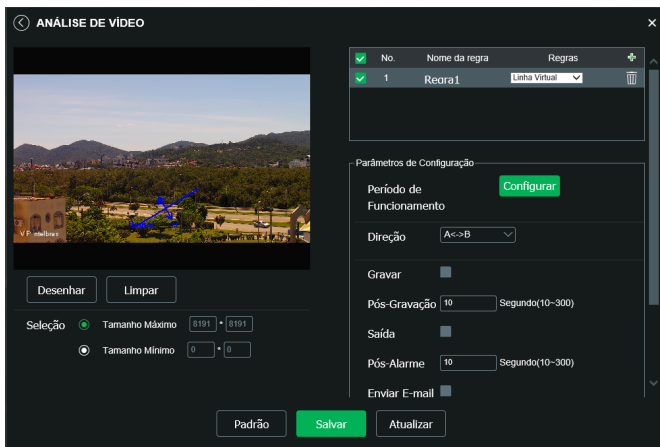 ANÁLISE DE VÍDEO
No. Nome da regra Regras
1 Regra1 Linha Virtual
Parâmetros de Configuração
Período de Funcionamento Configurar
Direção A<->B
Gravar
Pós-Gravação 10 Segundo(10~300)
Saída
Pós-Alarme 10 Segundo(10~300)
Enviar E-mail
Desenhar Limpar
Seleção Tamanho Máximo 8191 * 8191
Tamanho Mínimo 0 * 0
Padrão Salvar Atualizar